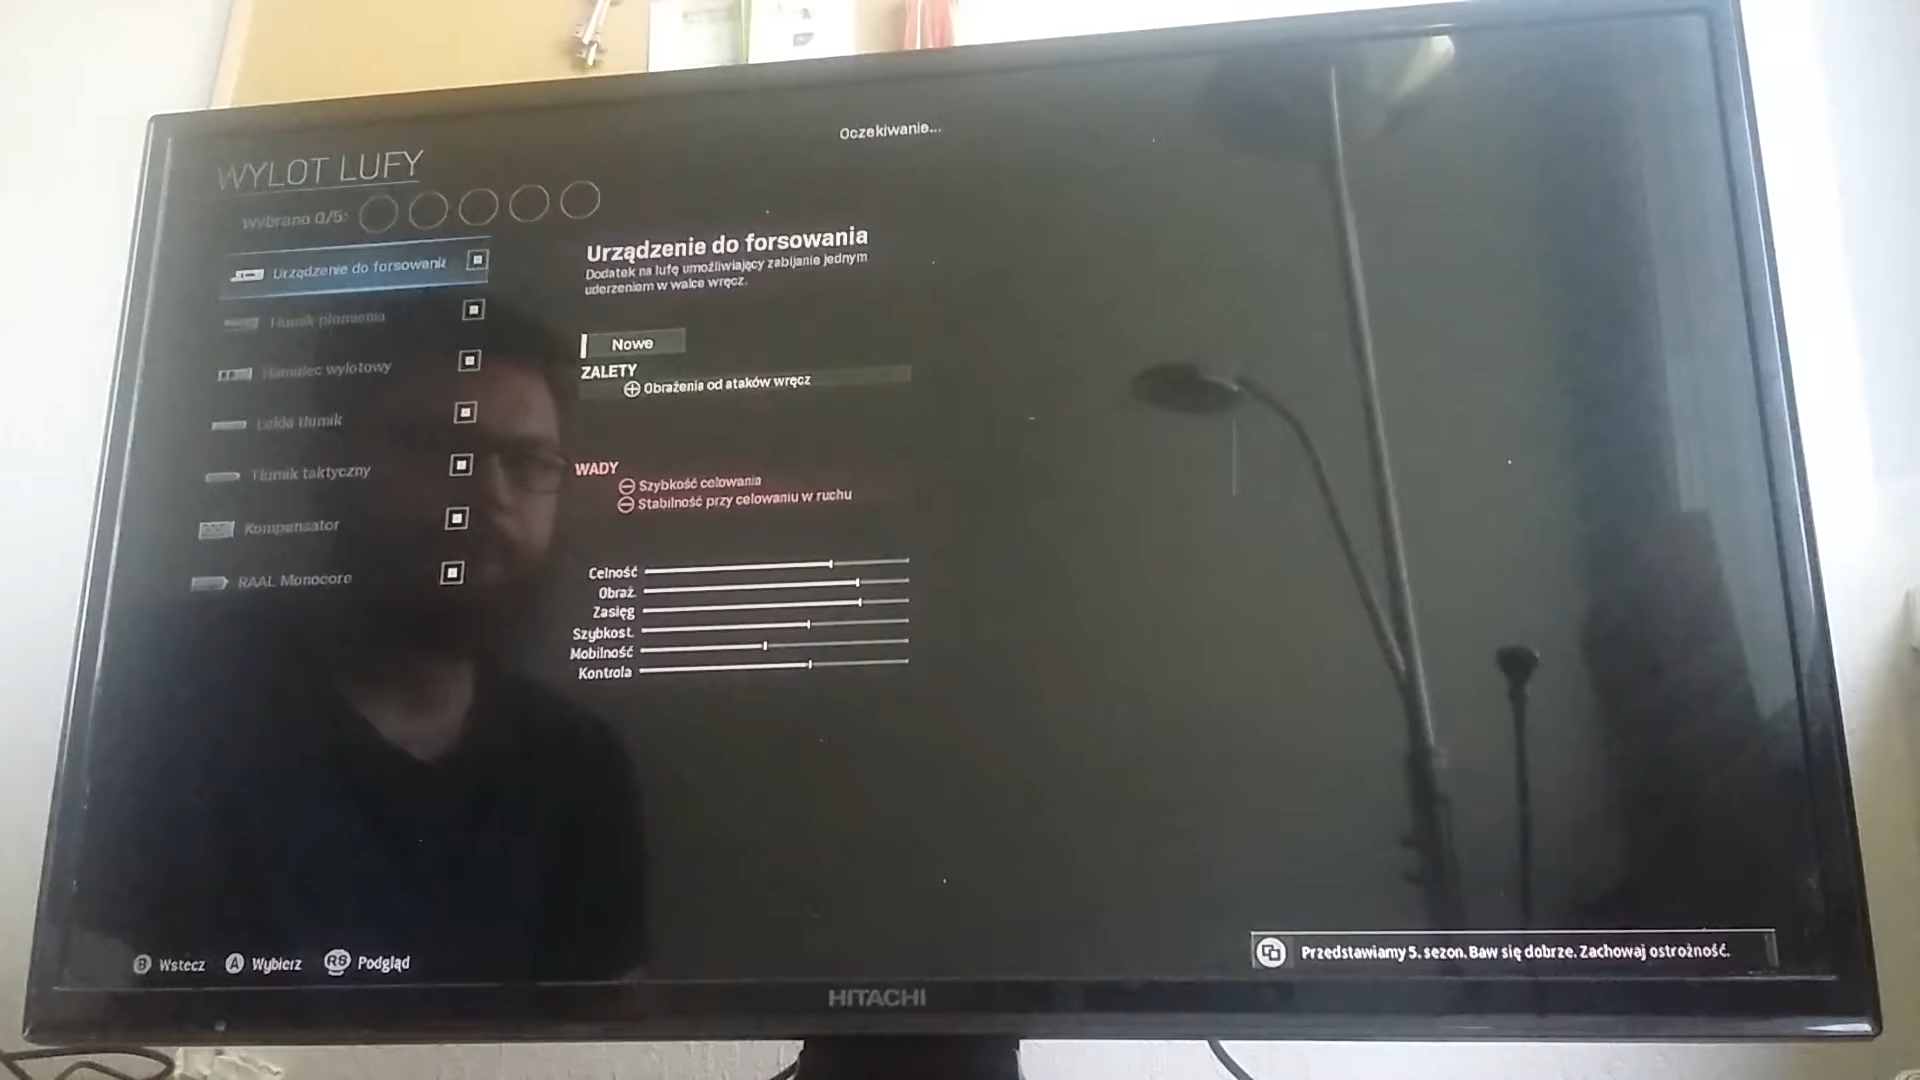 Oczekiwanie...
WYLOT LUFY
Wybrano 0/5:
Urządzenie do forsowania
Tłumik płomienia
Hamulec wylotowy
Lekki tłumik
Tłumik taktyczny
Kompensator
RAAL Monocore
Urządzenie do forsowania
Dodatek na lufę umożliwiający zabijanie jednym
uderzeniem w walce wręcz.
Nowe
ZALETY
Obrażenia od ataków wręcz
WADY
Szybkość celowania
Stabilność przy celowaniu w ruchu
Celność
Obraż.
Zasięg
Szybkost.
Mobilność
Kontrola
B Wstecz A Wybierz RS Podgląd
Przedstawiamy 5. sezon. Baw się dobrze. Zachowaj ostrożność.
HITACHI